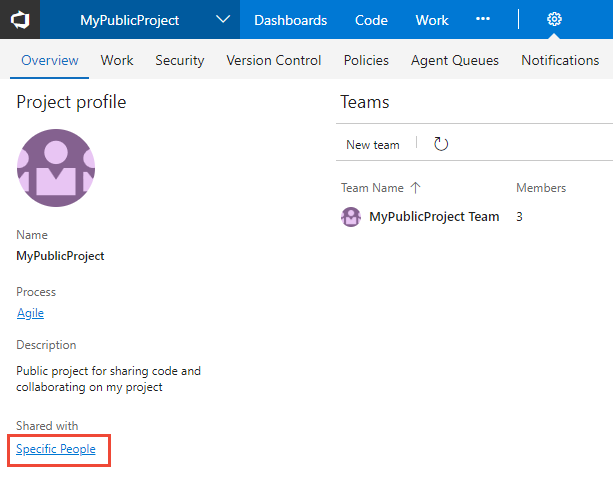 MyPublicProject Dashboards Code Work ···
Overview Work Security Version Control Policies Agent Queues Notifications
Project profile
Name
MyPublicProject
Process
Agile
Description
Public project for sharing code and
collaborating on my project
Shared with
Specific People
Teams
New team
Team Name ↑ Members
MyPublicProject Team 3